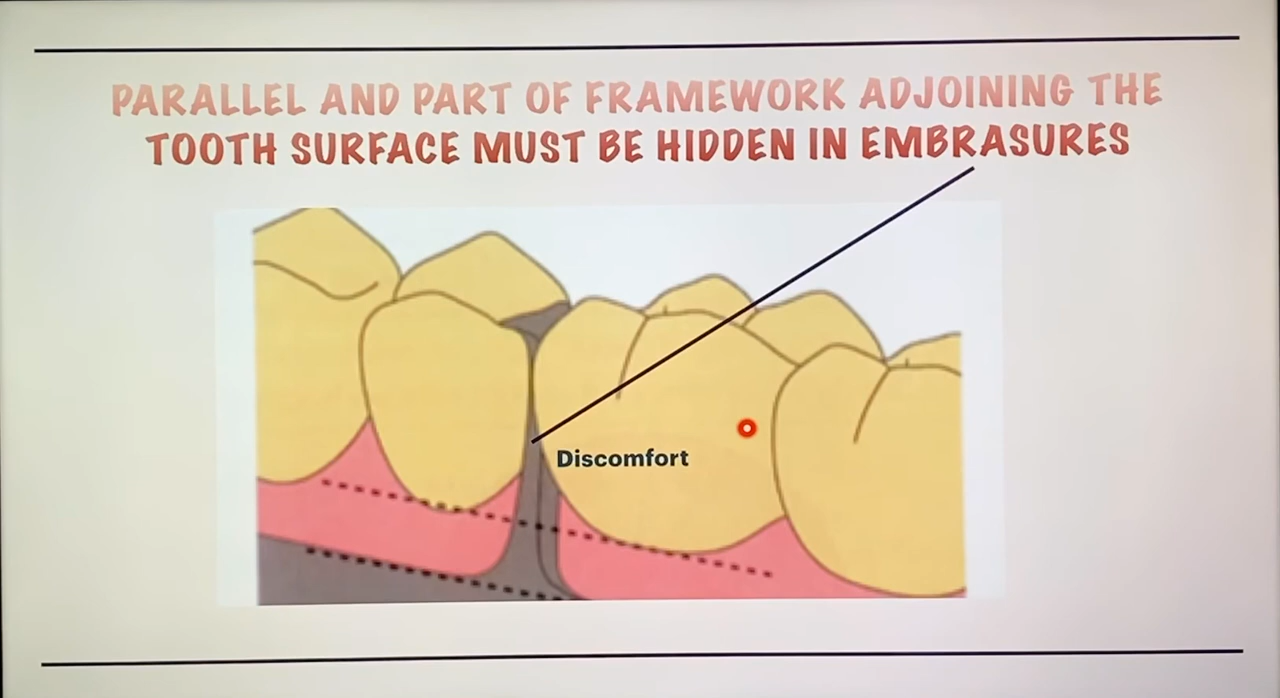 PARALLEL AND PART OF FRAMEWORK ADJOINING THE
TOOTH SURFACE MUST BE HIDDEN IN EMBRASURES
Discomfort